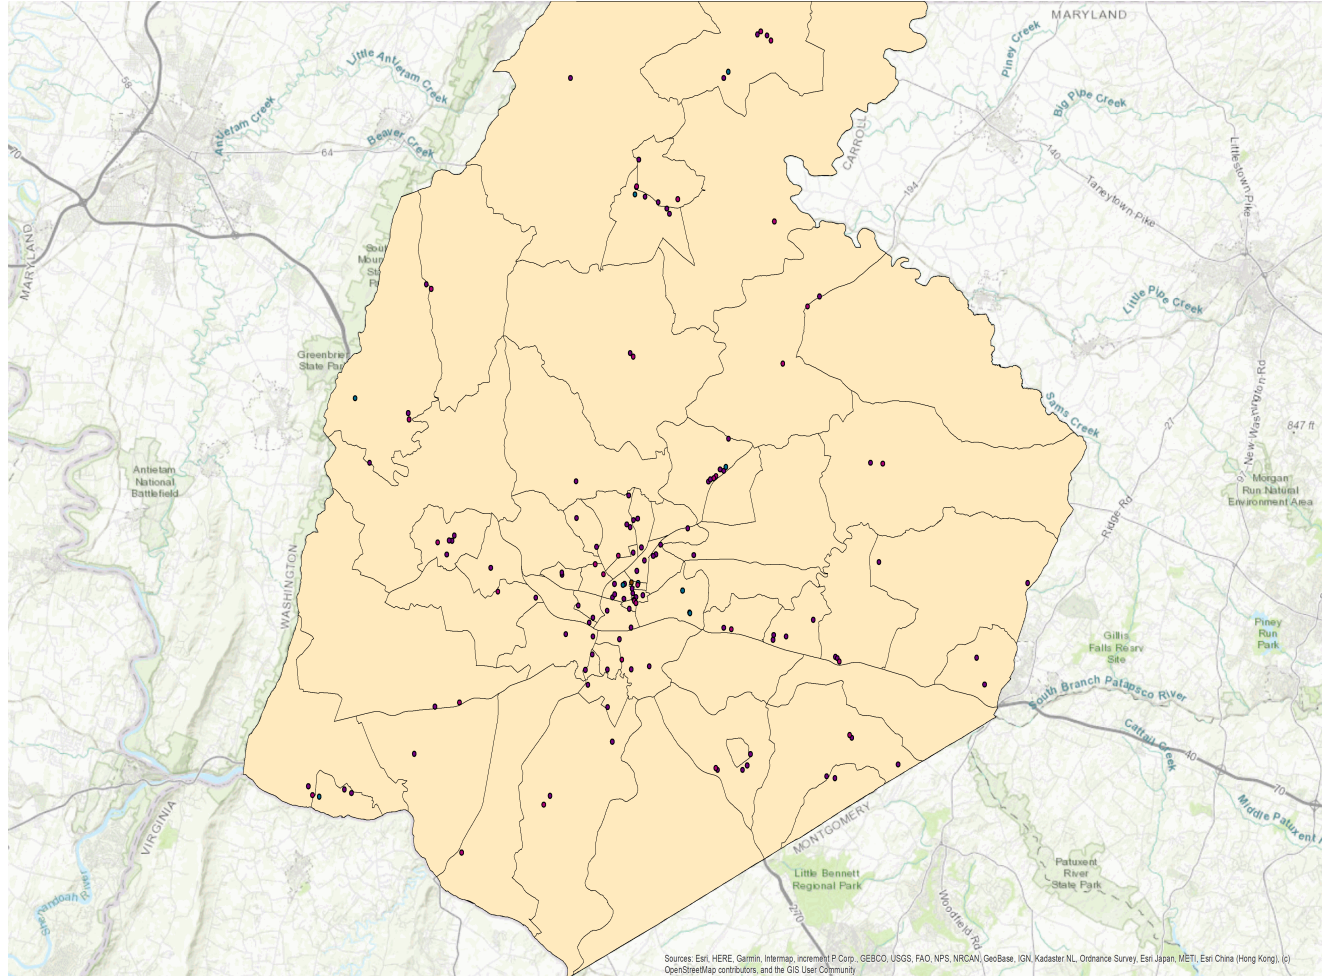 MARYLAND
Piney Creek
Little Antietam
Creek
58
Antietam Creek
Big Pipe Creek
Beaver
Creek
64
70
CARROLL
140
Littlestown-Pike
194
Taneytown-Pike
MARYLAND
Little Pipe
Creek
Greenbrier
State Park
Sams
Creek
27
New-Washington-Rd
847 ft
Antietam
National
Battlefield
97
Morgan
Run Natural
Environment Area
Ridge Rd
WASHINGTON
Gillis
Falls Resrv
Site
Piney
Run
Park
South Branch Patapsco River
Cattail
Creek
40
70
VIRGINIA
MONTGOMERY
Middle Patuxent
Little Bennett
Regional Park
Patuxent
River
State Park
Shenandoah
270
Woodfield Rd
Sources: Esri, HERE, Garmin, Intermap, increment P Corp., GEBCO, USGS, FAO, NPS, NRCAN, GeoBase, IGN, Kadaster NL, Ordnance Survey, Esri Japan, METI, Esri China (Hong Kong), (c)
OpenStreetMap contributors, and the GIS User Community